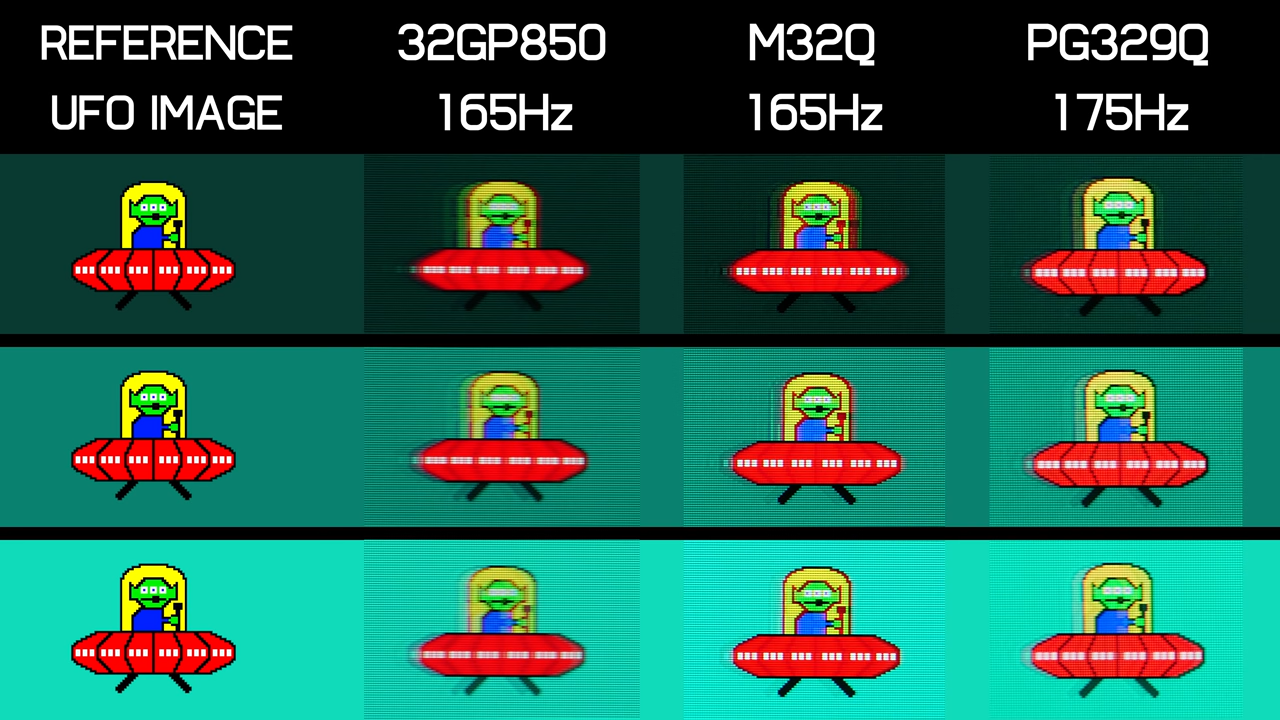 REFERENCE
UFO IMAGE
32GP850
165Hz
M32Q
165Hz
PG329Q
175Hz